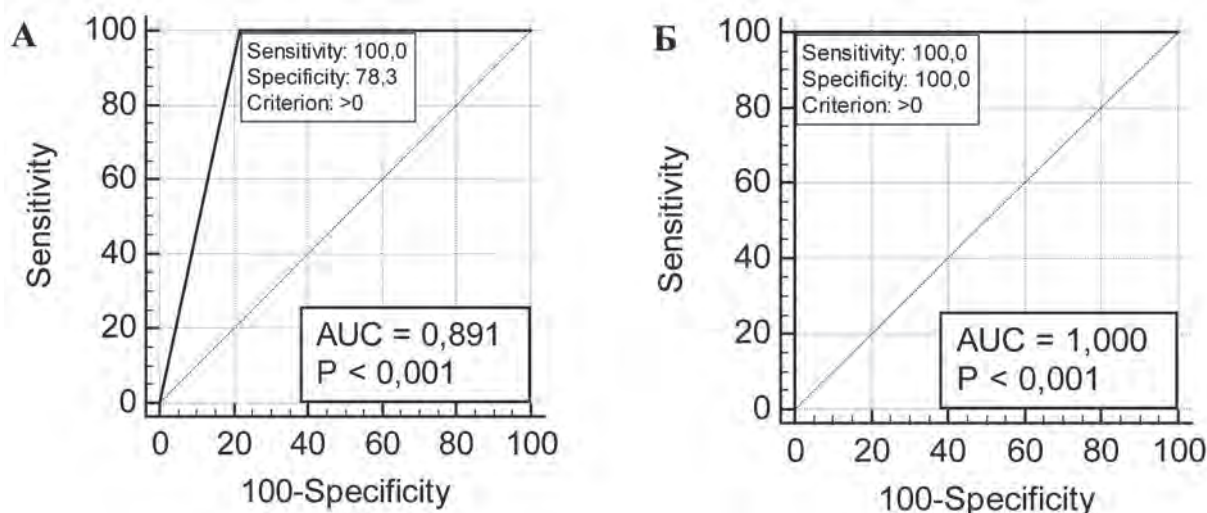 А
Sensitivity
100
80
60
40
20
0
Sensitivity: 100,0
Specificity: 78,3
Criterion: >0
AUC = 0,891
P < 0,001
0 20 40 60 80 100
100-Specificity
Б
Sensitivity
100
80
60
40
20
0
Sensitivity: 100,0
Specificity: 100,0
Criterion: >0
AUC = 1,000
P < 0,001
0 20 40 60 80 100
100-Specificity